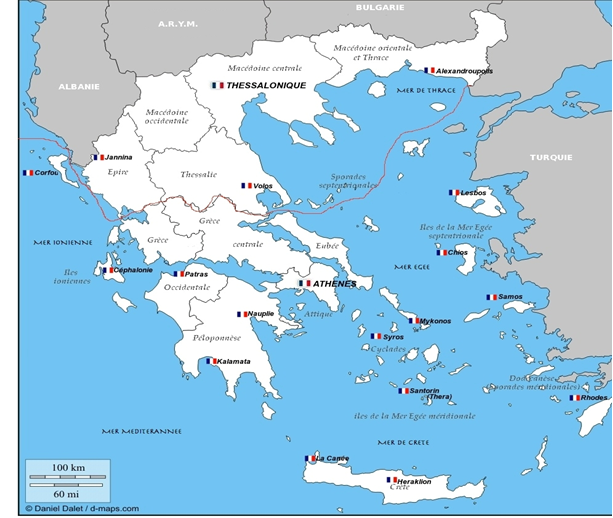 BULGARIE
A.R.Y.M.
Macédoine orientale
et Thrace
Macédoine centrale
Alexandroupolis
THESSALONIQUE
MER DE THRACE
ALBANIE
Macédoine
occidentale
TURQUIE
Jannina
Corfou
Epire
Thessalie
Volos
Sporades
septentrionales
Lesbos
Grèce
Iles de la Mer Egée
septentrionale
MER IONIENNE
Grèce
centrale
Eubée
Chios
MER EGEE
Iles
ioniennes
Céphalonie
Patras
ATHÈNES
Occidentale
Samos
Nauplie
Attique
Mykonos
Péloponnèse
Syros
Cyclades
Kalamata
Dodécanèse
(Sporades méridionales)
Santorin
(Thera)
Rhodes
iles de la Mer Egée méridionale
MER MEDITERANNEE
MER DE CRETE
La Canée
100 km
Heraklion
Crète
60 mi
© Daniel Dalet / d-maps.com